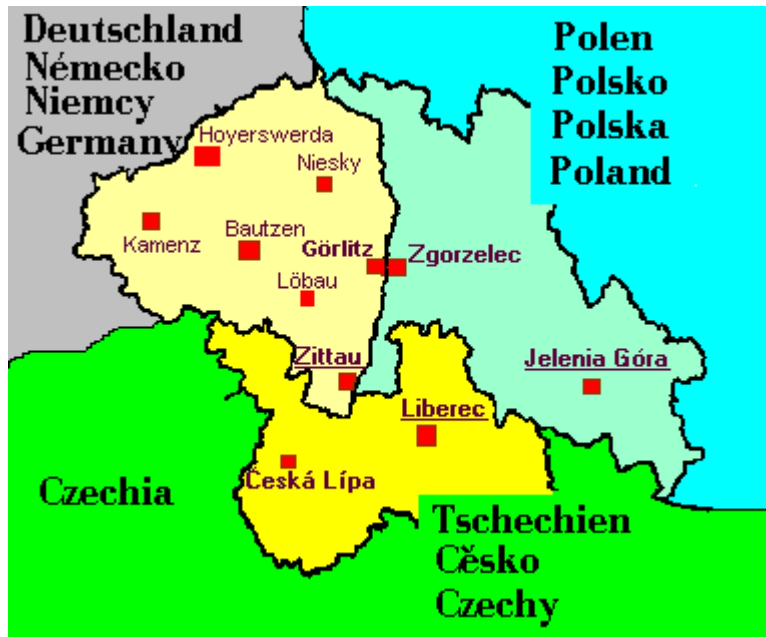 Deutschland
Německo
Niemcy
Germany
Polen
Polsko
Polska
Poland
Hoyerswerda
Niesky
Kamenz
Bautzen
Görlitz
Zgorzelec
Löbau
Zittau
Jelenia Góra
Liberec
Česká Lípa
Czechia
Tschechien
Cĕsko
Czechy